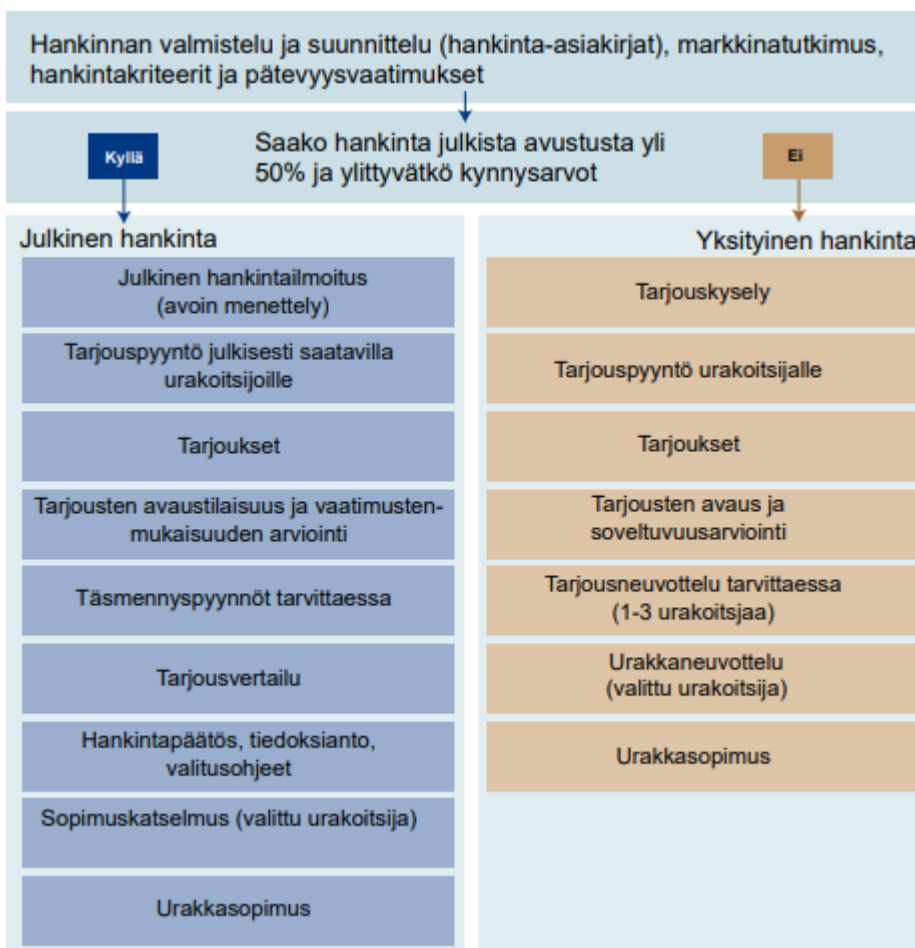 Hankinnan valmistelu ja suunnittelu (hankinta-asiakirjat), markkinatutkimus,
hankintakriteerit ja pätevyysvaatimukset
Kyllä
Saako hankinta julkista avustusta yli
50% ja ylittyvätkö kynnysarvot
Ei
Julkinen hankinta
Julkinen hankintailmoitus
(avoin menettely)
Tarjouspyyntö julkisesti saatavilla
urakoitsijoille
Tarjoukset
Tarjousten avaustilaisuus ja vaatimusten-
mukaisuuden arviointi
Täsmennyspyynnöt tarvittaessa
Tarjousvertailu
Hankintapäätös, tiedoksianto,
valitusohjeet
Sopimuskatselmus (valittu urakoitsija)
Urakkasopimus
Yksityinen hankinta
Tarjouskysely
Tarjouspyyntö urakoitsijalle
Tarjoukset
Tarjousten avaus ja
soveltuvuusarviointi
Tarjousneuvottelu tarvittaessa
(1-3 urakoitsjaa)
Urakkaneuvottelu
(valittu urakoitsija)
Urakkasopimus